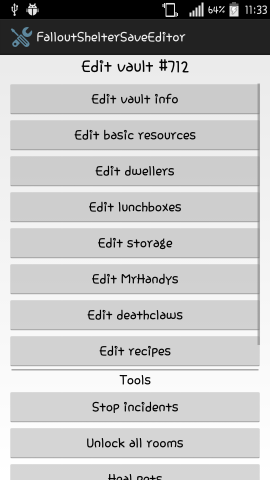 64% 11:33
FalloutShelterSaveEditor
Edit vault #712
Edit vault info
Edit basic resources
Edit dwellers
Edit lunchboxes
Edit storage
Edit MrHandys
Edit deathclaws
Edit recipes
Tools
Stop incidents
Unlock all rooms
Heal pets